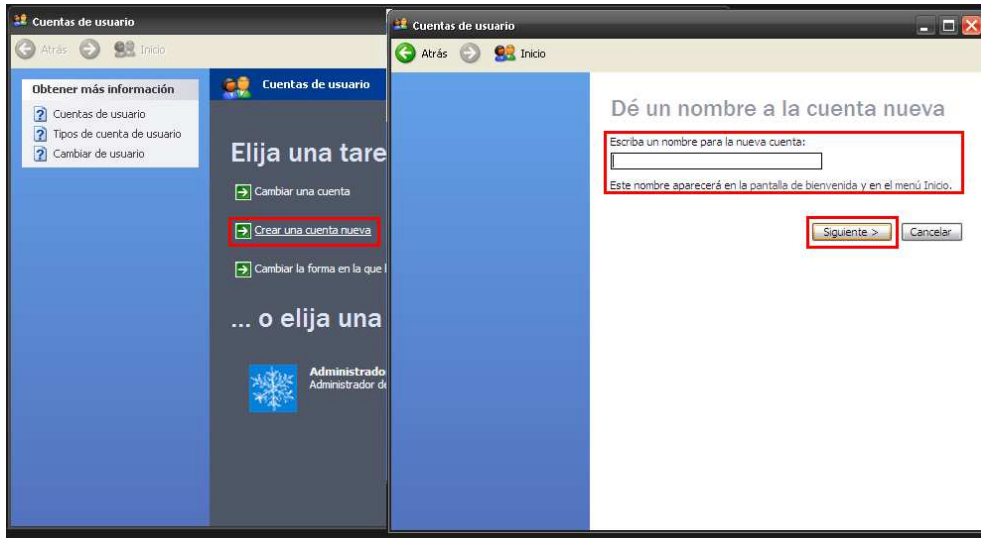 Cuentas de usuario
Atrás Inicio
Obtener más información
Cuentas de usuario
Tipos de cuenta de usuario
Cambiar de usuario
Cuentas de usuario
Elija una tare
Cambiar una cuenta
Crear una cuenta nueva
Cambiar la forma en la que l
... o elija una
Administrado
Administrador de
Cuentas de usuario
Atrás Inicio
Dé un nombre a la cuenta nueva
Escriba un nombre para la nueva cuenta:
Este nombre aparecerá en la pantalla de bienvenida y en el menú Inicio.
Siguiente > Cancelar